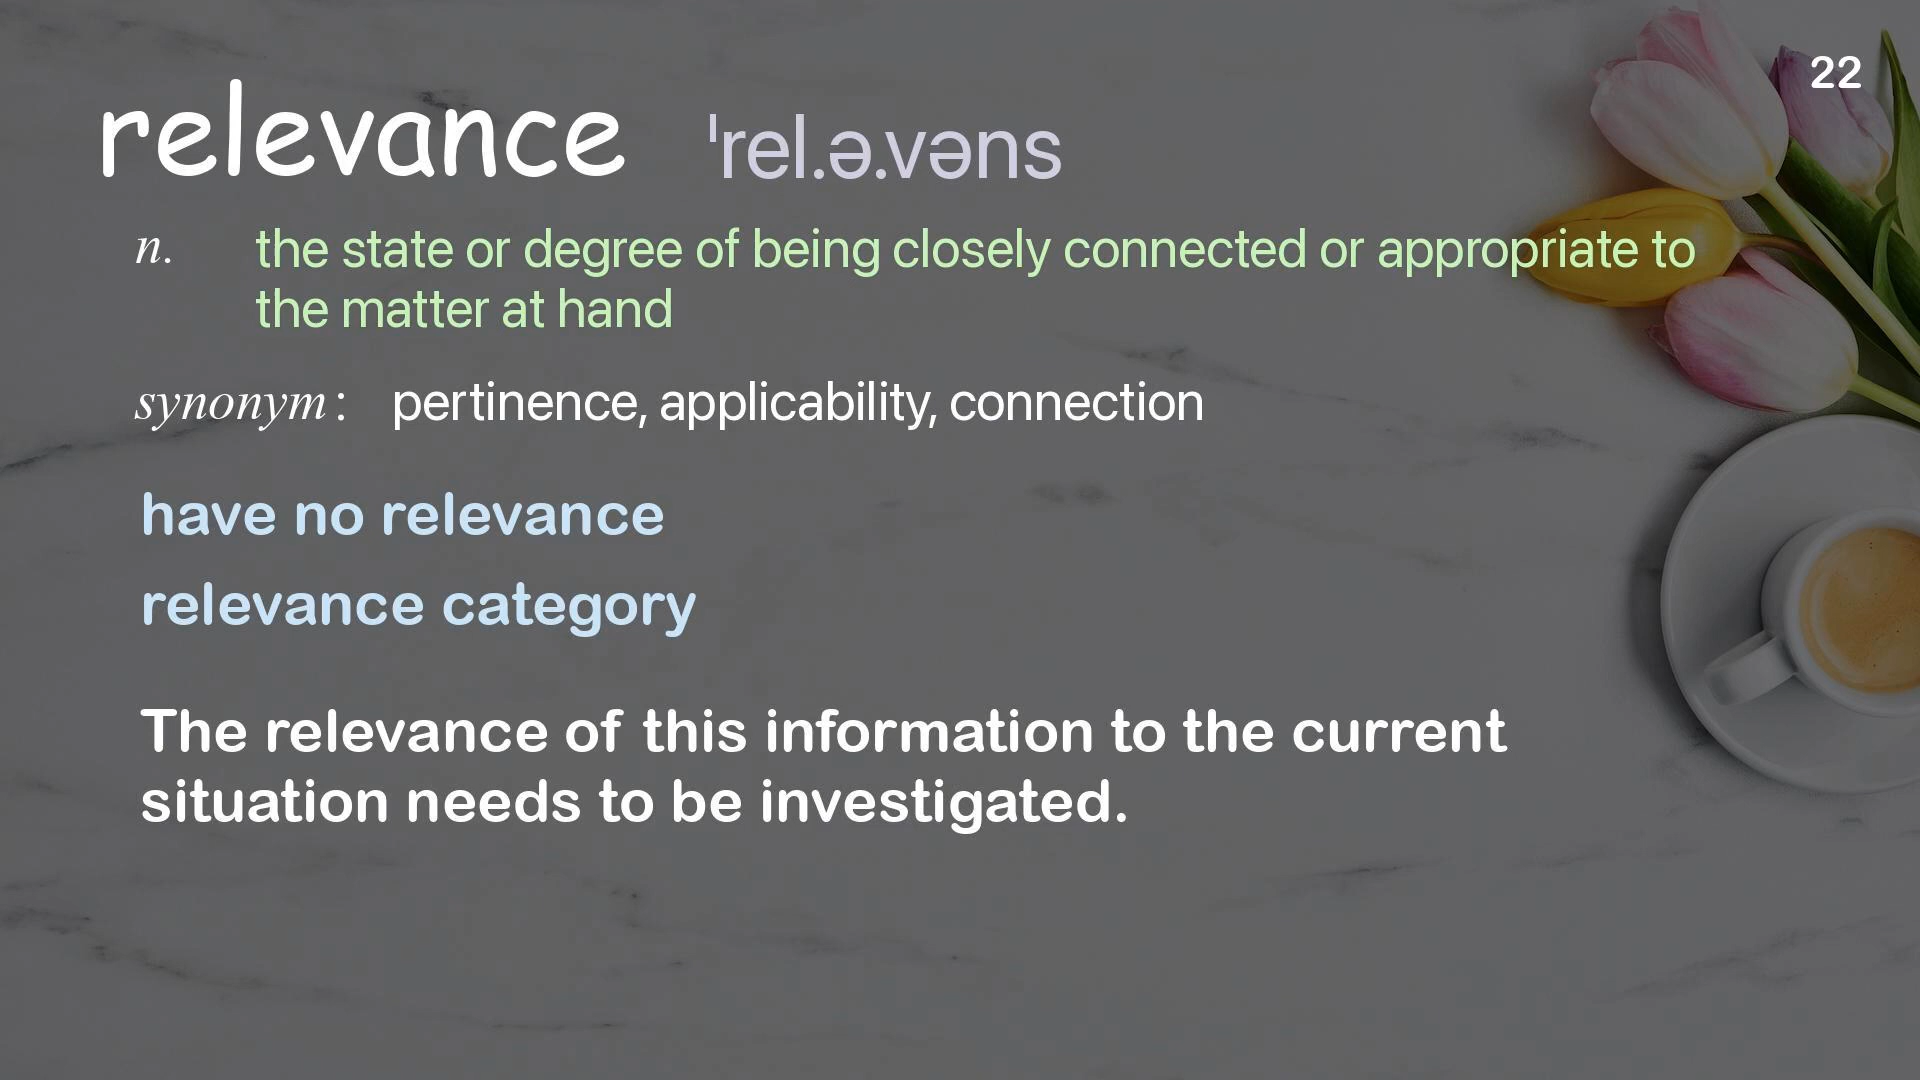 22
relevance ˈrel.ə.vəns
n. the state or degree of being closely connected or appropriate to
the matter at hand
synonym: pertinence, applicability, connection
have no relevance
relevance category
The relevance of this information to the current
situation needs to be investigated.